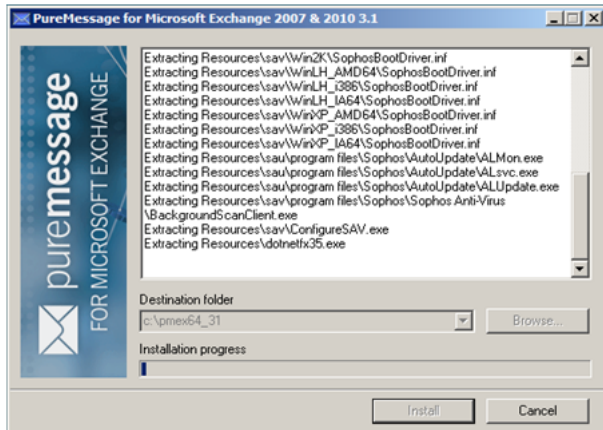 PureMessage for Microsoft Exchange 2007 & 2010 3.1
puremessage
FOR MICROSOFT EXCHANGE
Extracting Resources\sav\Win2K\SophosBootDriver.inf
Extracting Resources\sav\WinLH_AMD64\SophosBootDriver.inf
Extracting Resources\sav\WinLH_i386\SophosBootDriver.inf
Extracting Resources\sav\WinLH_IA64\SophosBootDriver.inf
Extracting Resources\sav\WinXP_AMD64\SophosBootDriver.inf
Extracting Resources\sav\WinXP_i386\SophosBootDriver.inf
Extracting Resources\sav\WinXP_IA64\SophosBootDriver.inf
Extracting Resources\sau\program files\Sophos\AutoUpdate\ALMon.exe
Extracting Resources\sau\program files\Sophos\AutoUpdate\ALsvc.exe
Extracting Resources\sau\program files\Sophos\AutoUpdate\ALUpdate.exe
Extracting Resources\sav\program files\Sophos\Sophos Anti-Virus
\BackgroundScanClient.exe
Extracting Resources\sav\ConfigureSAV.exe
Extracting Resources\dotnetfx35.exe
Destination folder
c:\pmex64_31
Browse...
Installation progress
Install
Cancel